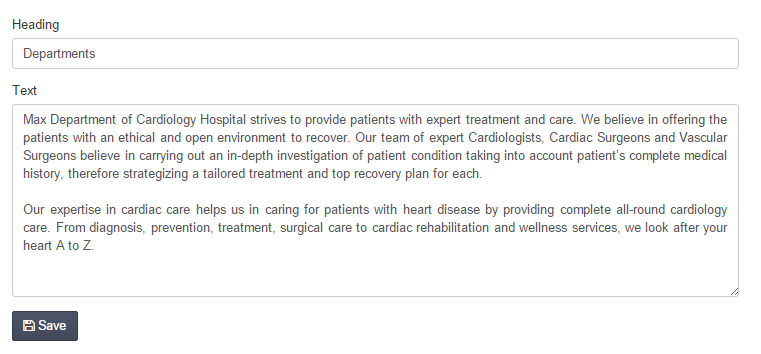 Heading
Departments
Text
Max Department of Cardiology Hospital strives to provide patients with expert treatment and care. We believe in offering the
patients with an ethical and open environment to recover. Our team of expert Cardiologists, Cardiac Surgeons and Vascular
Surgeons believe in carrying out an in-depth investigation of patient condition taking into account patient's complete medical
history, therefore strategizing a tailored treatment and top recovery plan for each.
Our expertise in cardiac care helps us in caring for patients with heart disease by providing complete all-round cardiology
care. From diagnosis, prevention, treatment, surgical care to cardiac rehabilitation and wellness services, we look after your
heart A to Z.
Save